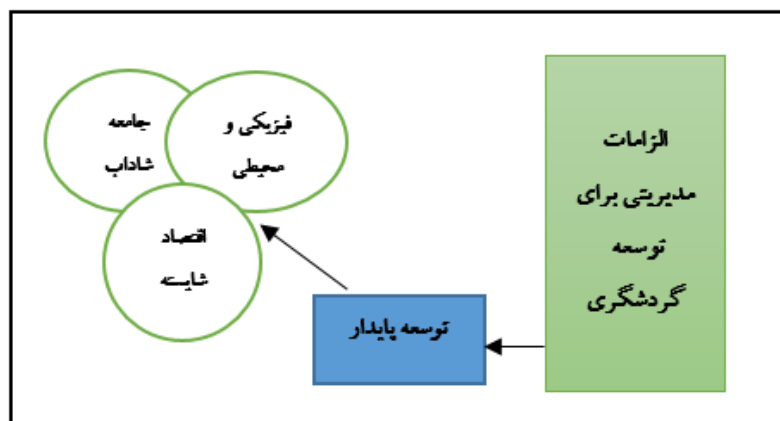 الزامات
مدیریتی برای
توسعه
گردشگری
توسعه پایدار
فیزیکی و
محیطی
جامعه
شاداب
اقتصاد
شایسته